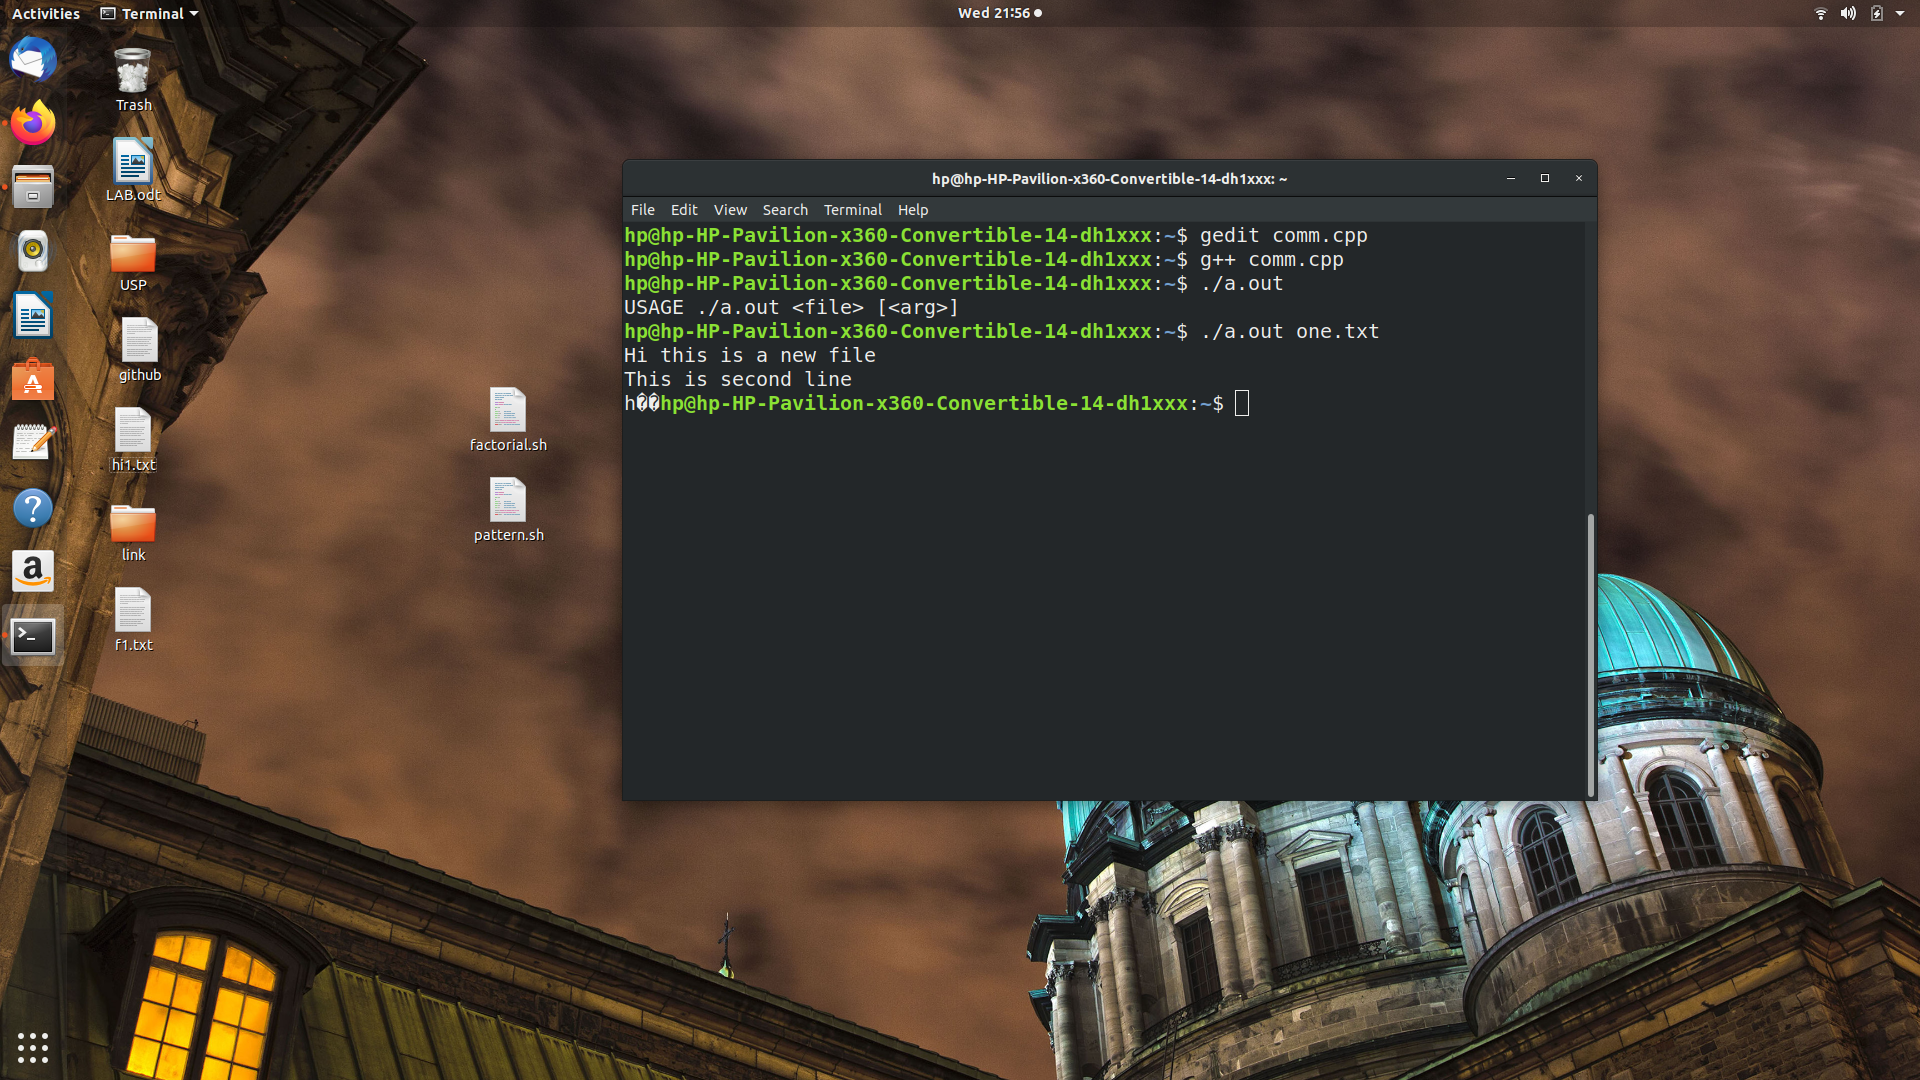 Activities
Terminal
Wed 21:56
Trash
LAB.odt
USP
github
hi1.txt
link
f1.txt
factorial.sh
pattern.sh
hp@hp-HP-Pavilion-x360-Convertible-14-dh1xxx: ~
File Edit View Search Terminal Help
hp@hp-HP-Pavilion-x360-Convertible-14-dh1xxx:~$ gedit comm.cpp
hp@hp-HP-Pavilion-x360-Convertible-14-dh1xxx:~$ g++ comm.cpp
hp@hp-HP-Pavilion-x360-Convertible-14-dh1xxx:~$ ./a.out
USAGE ./a.out <file> [<arg>]
hp@hp-HP-Pavilion-x360-Convertible-14-dh1xxx:~$ ./a.out one.txt
Hi this is a new file
This is second line
h��hp@hp-HP-Pavilion-x360-Convertible-14-dh1xxx:~$